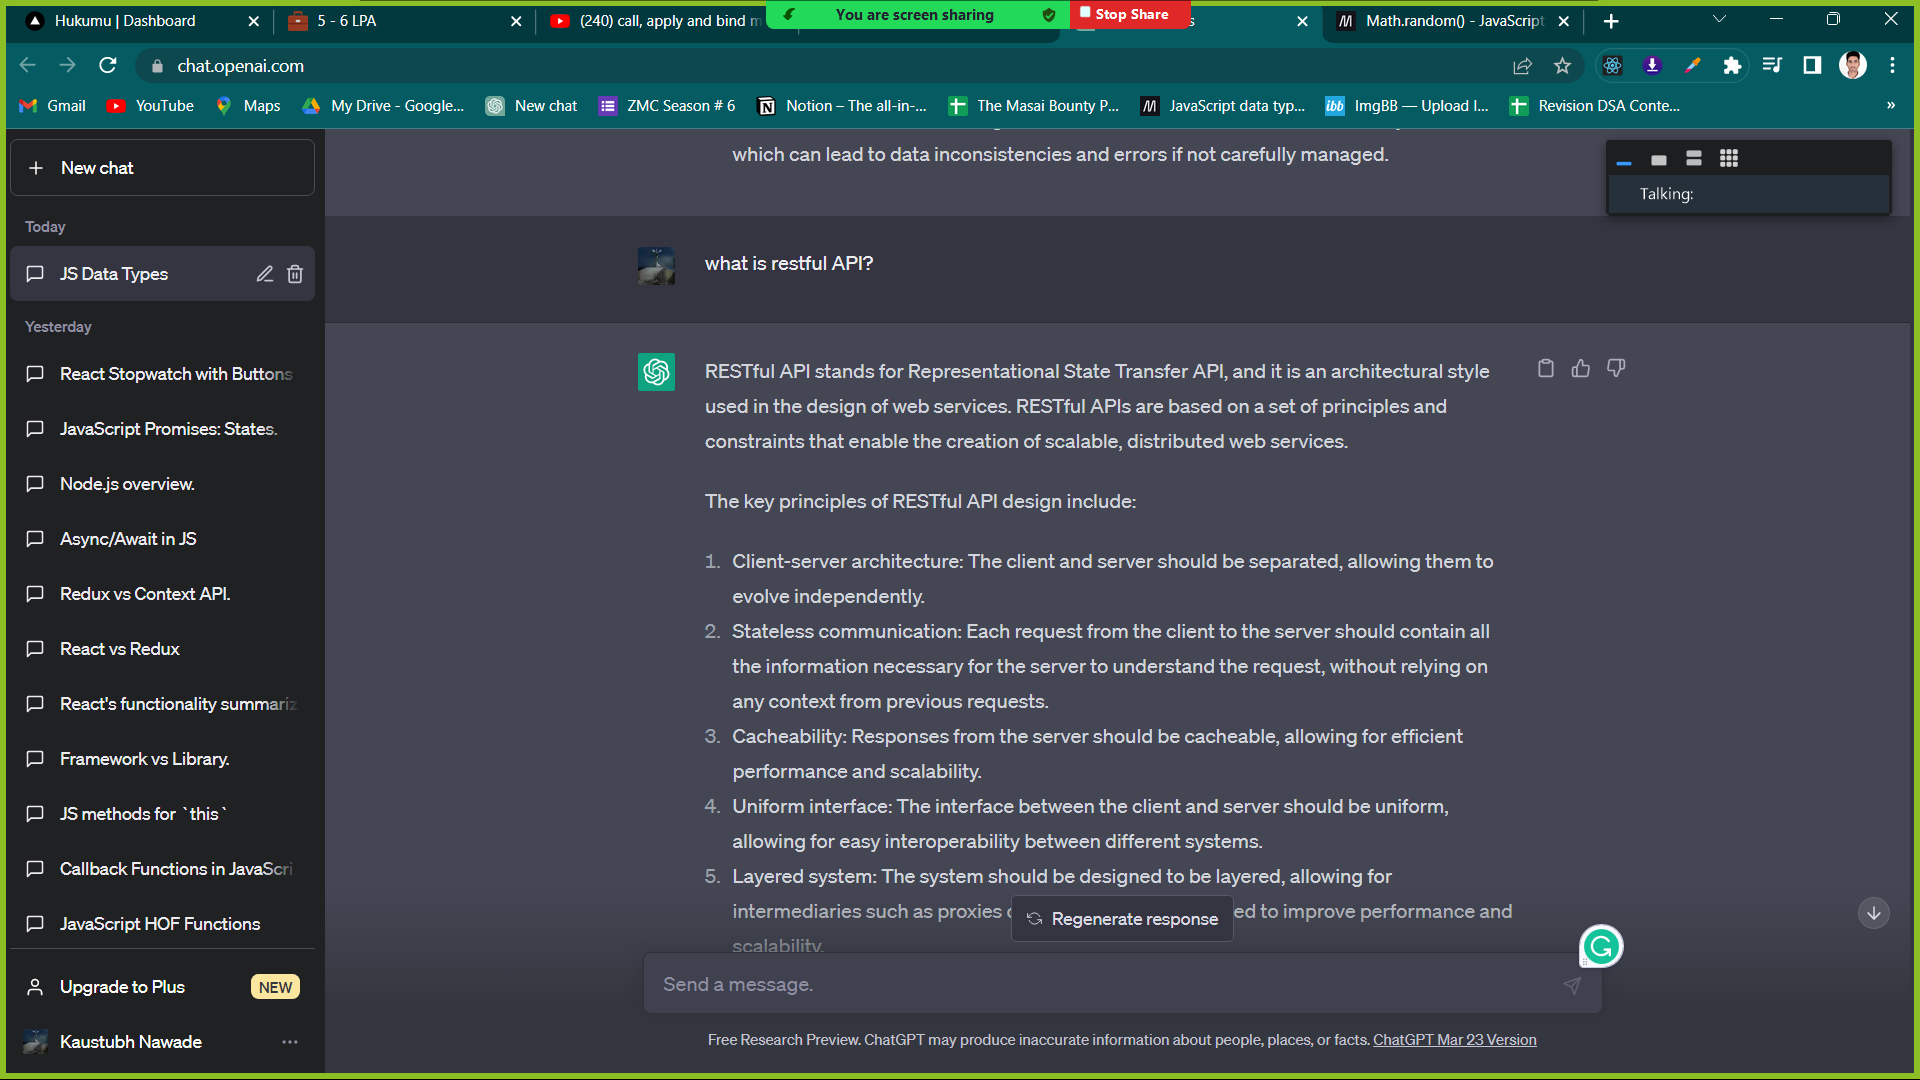 Hukumu | Dashboard
5 - 6 LPA
(240) call, apply and bind m
You are screen sharing
Stop Share
s
Math.random() - JavaScript
chat.openai.com
Gmail
YouTube
Maps
My Drive - Google...
New chat
ZMC Season # 6
Notion – The all-in-...
The Masai Bounty P...
JavaScript data typ...
ibb
ImgBB — Upload I...
Revision DSA Conte...
»
New chat
Today
JS Data Types
Yesterday
React Stopwatch with Buttons
JavaScript Promises: States.
Node.js overview.
Async/Await in JS
Redux vs Context API.
React vs Redux
React's functionality summariz
Framework vs Library.
JS methods for `this`
Callback Functions in JavaScri
JavaScript HOF Functions
Upgrade to Plus
NEW
Kaustubh Nawade
which can lead to data inconsistencies and errors if not carefully managed.
Talking:
what is restful API?
RESTful API stands for Representational State Transfer API, and it is an architectural style
used in the design of web services. RESTful APIs are based on a set of principles and
constraints that enable the creation of scalable, distributed web services.
The key principles of RESTful API design include:
1. Client-server architecture: The client and server should be separated, allowing them to
evolve independently.
2. Stateless communication: Each request from the client to the server should contain all
the information necessary for the server to understand the request, without relying on
any context from previous requests.
3. Cacheability: Responses from the server should be cacheable, allowing for efficient
performance and scalability.
4. Uniform interface: The interface between the client and server should be uniform,
allowing for easy interoperability between different systems.
5. Layered system: The system should be designed to be layered, allowing for
intermediaries such as proxies
ed to improve performance and
Regenerate response
scalability.
Send a message.
Free Research Preview. ChatGPT may produce inaccurate information about people, places, or facts. ChatGPT Mar 23 Version